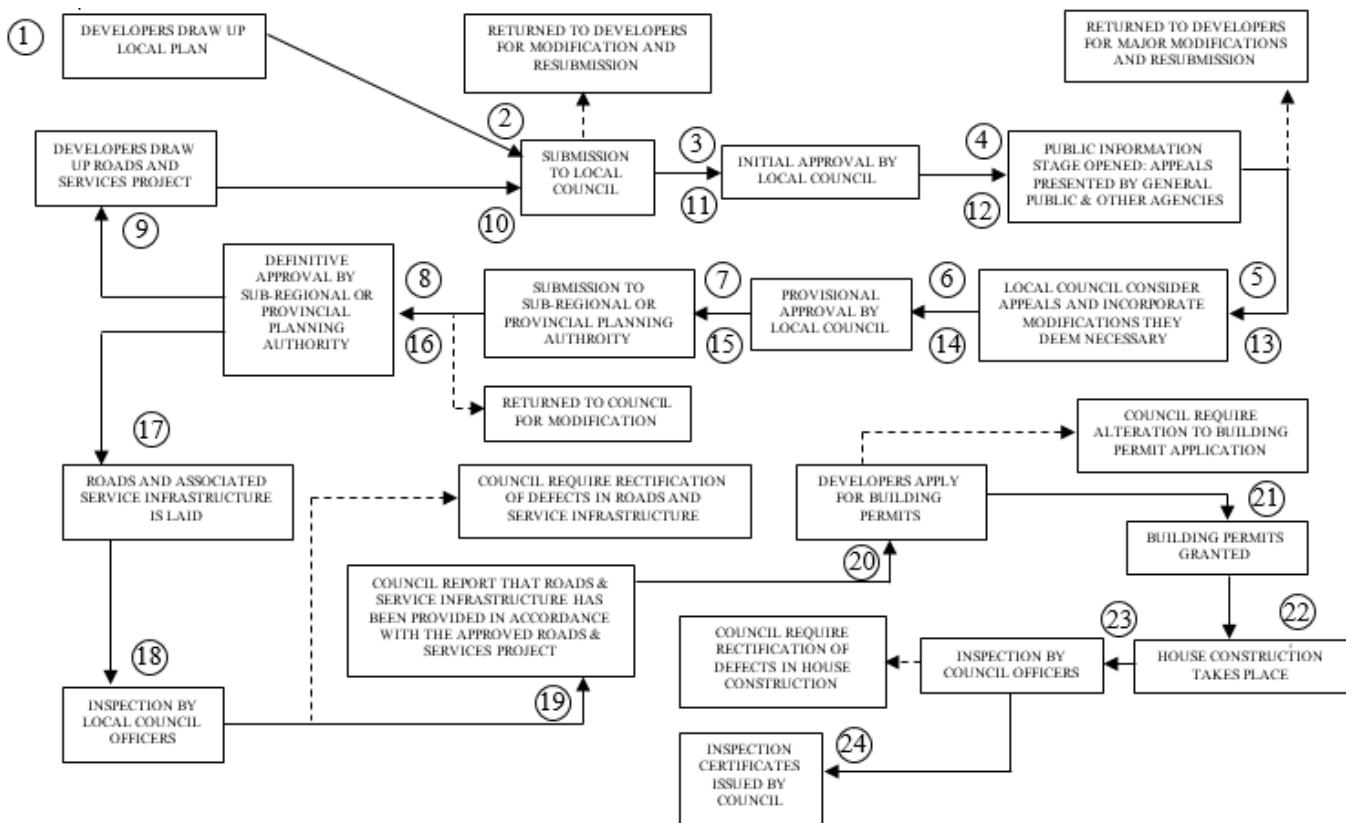 1
DEVELOPERS DRAW UP
LOCAL PLAN
RETURNED TO DEVELOPERS
FOR MODIFICATION AND
RESUBMISSION
RETURNED TO DEVELOPERS
FOR MAJOR MODIFICATIONS
AND RESUBMISSION
2
3
4
DEVELOPERS DRAW
UP ROADS AND
SERVICES PROJECT
SUBMISSION
TO LOCAL
COUNCIL
INITIAL APPROVAL BY
LOCAL COUNCIL
PUBLIC INFORMATION
STAGE OPENED: APPEALS
PRESENTED BY GENERAL
PUBLIC & OTHER AGENCIES
9
10
11
12
DEFINITIVE
APPROVAL BY
SUB-REGIONAL OR
PROVINCIAL
PLANNING
AUTHORITY
8
16
SUBMISSION TO
SUB-REGIONAL OR
PROVINCIAL PLANNING
AUTHROITY
7
15
PROVISIONAL
APPROVAL BY
LOCAL COUNCIL
6
14
LOCAL COUNCIL CONSIDER
APPEALS AND INCORPORATE
MODIFICATIONS THEY
DEEM NECESSARY
5
13
RETURNED TO COUNCIL
FOR MODIFICATION
17
ROADS AND ASSOCIATED
SERVICE INFRASTRUCTURE
IS LAID
COUNCIL REQUIRE RECTIFICATION
OF DEFECTS IN ROADS AND
SERVICE INFRASTRUCTURE
DEVELOPERS APPLY
FOR BUILDING
PERMITS
COUNCIL REQUIRE
ALTERATION TO BUILDING
PERMIT APPLICATION
21
BUILDING PERMITS
GRANTED
20
COUNCIL REPORT THAT ROADS &
SERVICE INFRASTRUCTURE HAS
BEEN PROVIDED IN ACCORDANCE
WITH THE APPROVED ROADS &
SERVICES PROJECT
18
INSPECTION BY
LOCAL COUNCIL
OFFICERS
19
COUNCIL REQUIRE
RECTIFICATION OF
DEFECTS IN HOUSE
CONSTRUCTION
23
INSPECTION BY
COUNCIL OFFICERS
22
HOUSE CONSTRUCTION
TAKES PLACE
24
INSPECTION
CERTIFICATES
ISSUED BY
COUNCIL